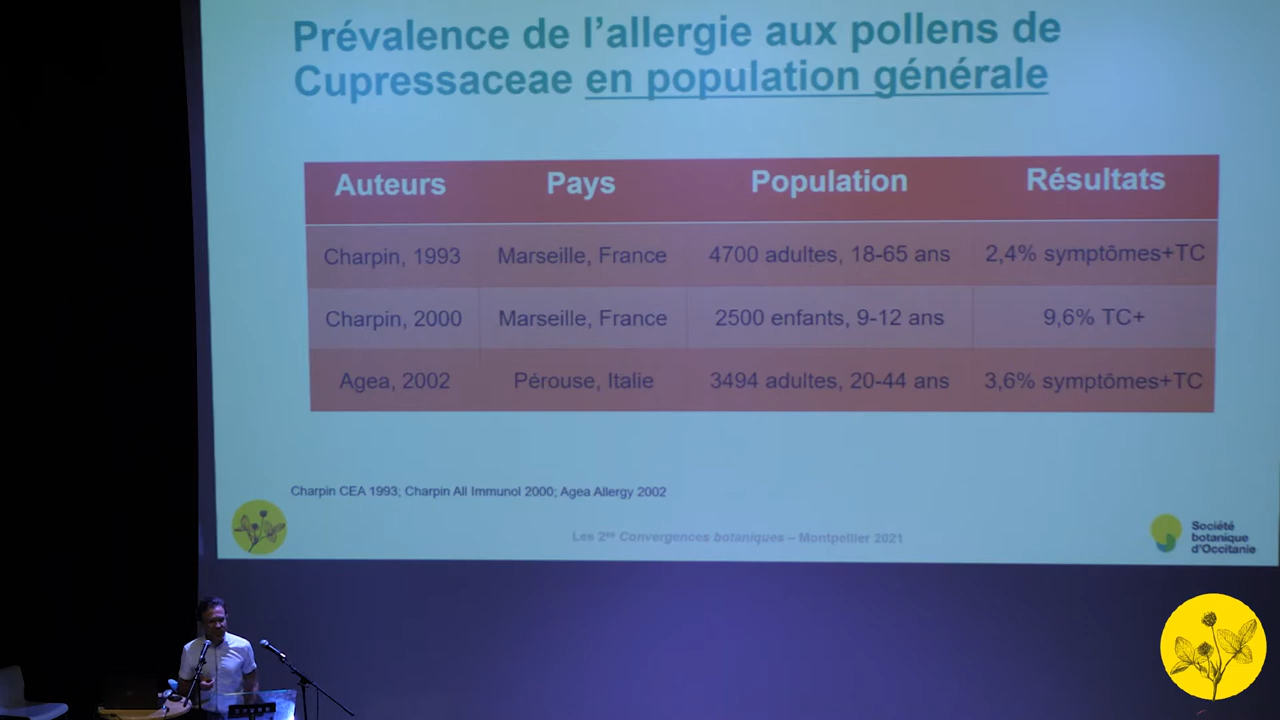 Prévalence de l'allergie aux pollens de
Cupressaceae en population générale
Auteurs Pays Population Résultats
Charpin, 1993 Marseille, France 4700 adultes, 18-65 ans 2,4% symptômes+TC
Charpin, 2000 Marseille, France 2500 enfants, 9-12 ans 9,6% TC+
Agea, 2002 Pérouse, Italie 3494 adultes, 20-44 ans 3,6% symptômes+TC
Charpin CEA 1993; Charpin All Immunol 2000; Agea Allergy 2002
Les 2es Convergences botaniques – Montpellier 2021
Société
botanique
d'Occitanie